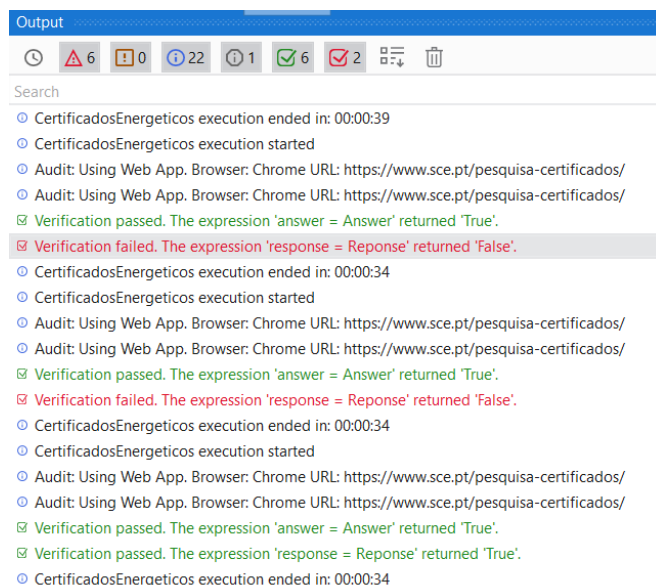 Output
6 0 22 1 6 2
Search
CertificadosEnergeticos execution ended in: 00:00:39
CertificadosEnergeticos execution started
Audit: Using Web App. Browser: Chrome URL: https://www.sce.pt/pesquisa-certificados/
Audit: Using Web App. Browser: Chrome URL: https://www.sce.pt/pesquisa-certificados/
Verification passed. The expression 'answer = Answer' returned 'True'.
Verification failed. The expression 'response = Reponse' returned 'False'.
CertificadosEnergeticos execution ended in: 00:00:34
CertificadosEnergeticos execution started
Audit: Using Web App. Browser: Chrome URL: https://www.sce.pt/pesquisa-certificados/
Audit: Using Web App. Browser: Chrome URL: https://www.sce.pt/pesquisa-certificados/
Verification passed. The expression 'answer = Answer' returned 'True'.
Verification failed. The expression 'response = Reponse' returned 'False'.
CertificadosEnergeticos execution ended in: 00:00:34
CertificadosEnergeticos execution started
Audit: Using Web App. Browser: Chrome URL: https://www.sce.pt/pesquisa-certificados/
Audit: Using Web App. Browser: Chrome URL: https://www.sce.pt/pesquisa-certificados/
Verification passed. The expression 'answer = Answer' returned 'True'.
Verification passed. The expression 'response = Reponse' returned 'True'.
CertificadosEnergeticos execution ended in: 00:00:34